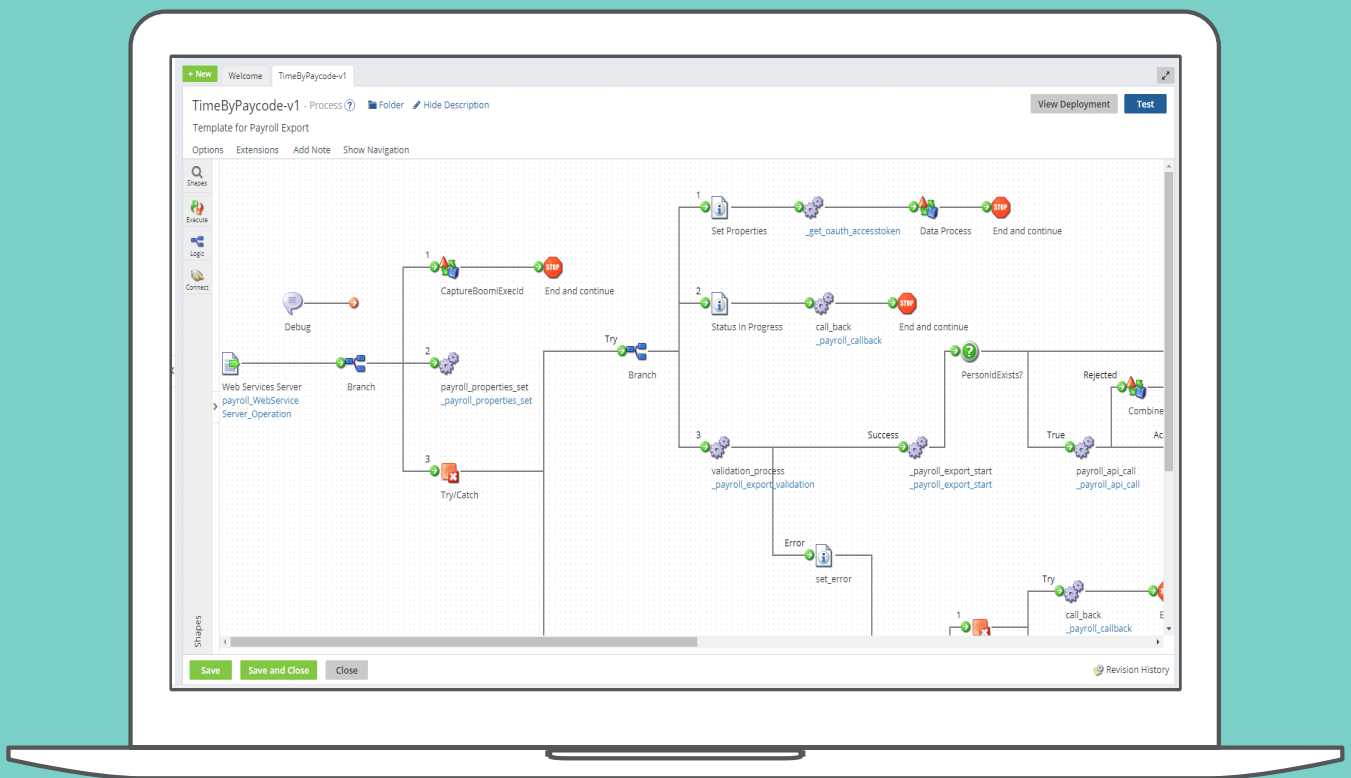 + New
Welcome
TimeByPaycode-v1
TimeByPaycode-v1 - Process ?
Folder
Hide Description
View Deployment
Test
Template for Payroll Export
Options
Extensions
Add Note
Show Navigation
Shapes
Execute
Logic
Connect
Shapes
Debug
Web Services Server
payroll_WebService
Server_Operation
Branch
1
CaptureBoomiExecId
STOP
End and continue
2
payroll_properties_set
_payroll_properties_set
3
Try/Catch
Try
Branch
1
Set Properties
_get_oauth_accesstoken
Data Process
STOP
End and continue
2
Status in Progress
call_back
_payroll_callback
STOP
End and continue
3
validation_process
_payroll_export_validation
Success
_payroll_export_start
_payroll_export_start
?
PersonIdExists?
Rejected
Combine
True
Ac
payroll_api_call
_payroll_api_call
Error
set_error
1
Try
call_back
_payroll_callback
E
Save
Save and Close
Close
Revision History